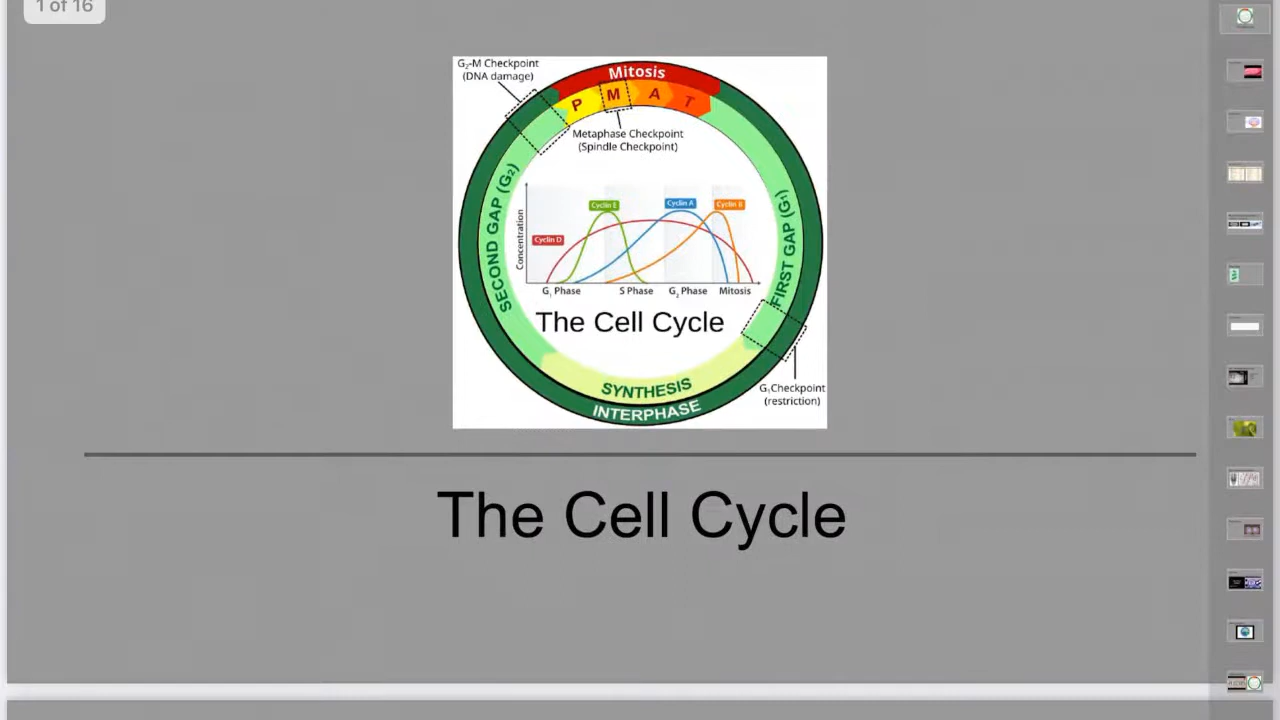 1 of 16
G₂-M Checkpoint
(DNA damage)
Mitosis
P M A T
Metaphase Checkpoint
(Spindle Checkpoint)
SECOND GAP (G₂)
FIRST GAP (G₁)
Concentration
Cyclin D
Cyclin E
Cyclin A
Cyclin B
G₁ Phase
S Phase
G₂ Phase
Mitosis
The Cell Cycle
SYNTHESIS
INTERPHASE
G₁Checkpoint
(restriction)
The Cell Cycle